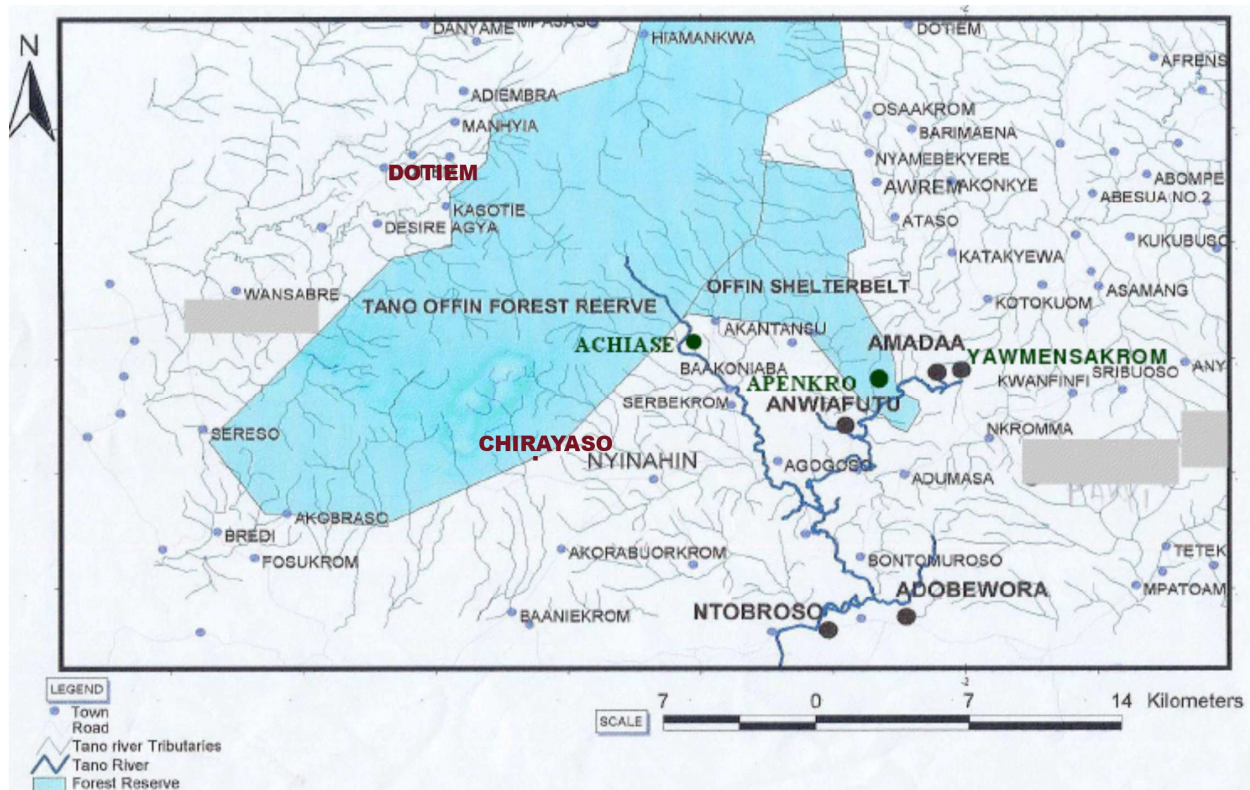 N
-2
DANYAME
MPASASO
HIAMANKWA
DOTIEM
AFRENS
ADIEMBRA
OSAAKROM
MANHYIA
BARIMAENA
NYAMEBEKYERE
DOTIEM
AWREM
AKONKYE
ABOMPE
ABESUA NO.2
KASOTIE
DESIRE AGYA
ATASO
KUKUBUSO
KATAKYEWA
WANSABRE
OFFIN SHELTERBELT
ASAMANG
TANO OFFIN FOREST REERVE
KOTOKUOM
AKANTANSU
ACHIASE
AMADAA
YAWMENSAKROM
BAAKONIABA
SRIBUOSO
ANY
APENKRO
KWANFINFI
SERBEKROM
ANWIAFUTU
SERESO
CHIRAYASO
NKROMMA
NYINAHIN
AGOGOSO
ADUMASA
AKOBRASO
BREDI
FOSUKROM
AKORABUORKROM
BONTOMUROSO
TETEK
ADOBEWORA
MPATOAM
BAANIEKROM
NTOBROSO
-2
LEGEND
Town
Road
Tano river Tributaries
Tano River
Forest Reserve
7 0 7 14 Kilometers
SCALE